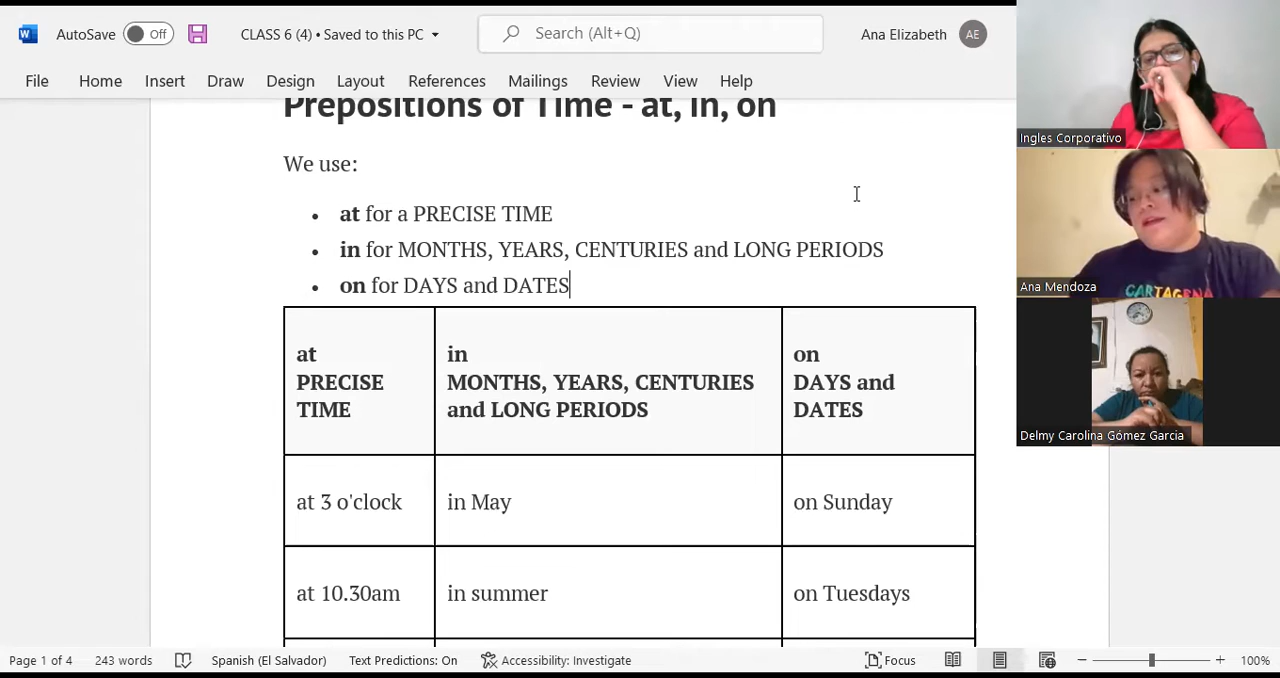 AutoSave Off CLASS 6 (4) • Saved to this PC Search (Alt+Q) Ana Elizabeth AE
File Home Insert Draw Design Layout References Mailings Review View Help
Prepositions of Time - at, in, on
We use:
• at for a PRECISE TIME
• in for MONTHS, YEARS, CENTURIES and LONG PERIODS
• on for DAYS and DATES
at
PRECISE
TIME
in
MONTHS, YEARS, CENTURIES
and LONG PERIODS
on
DAYS and
DATES
at 3 o'clock in May on Sunday
at 10.30am in summer on Tuesdays
Ingles Corporativo
Ana Mendoza
CARTAGENA
Delmy Carolina Gómez Garcia
Page 1 of 4 243 words Spanish (El Salvador) Text Predictions: On Accessibility: Investigate Focus 100%